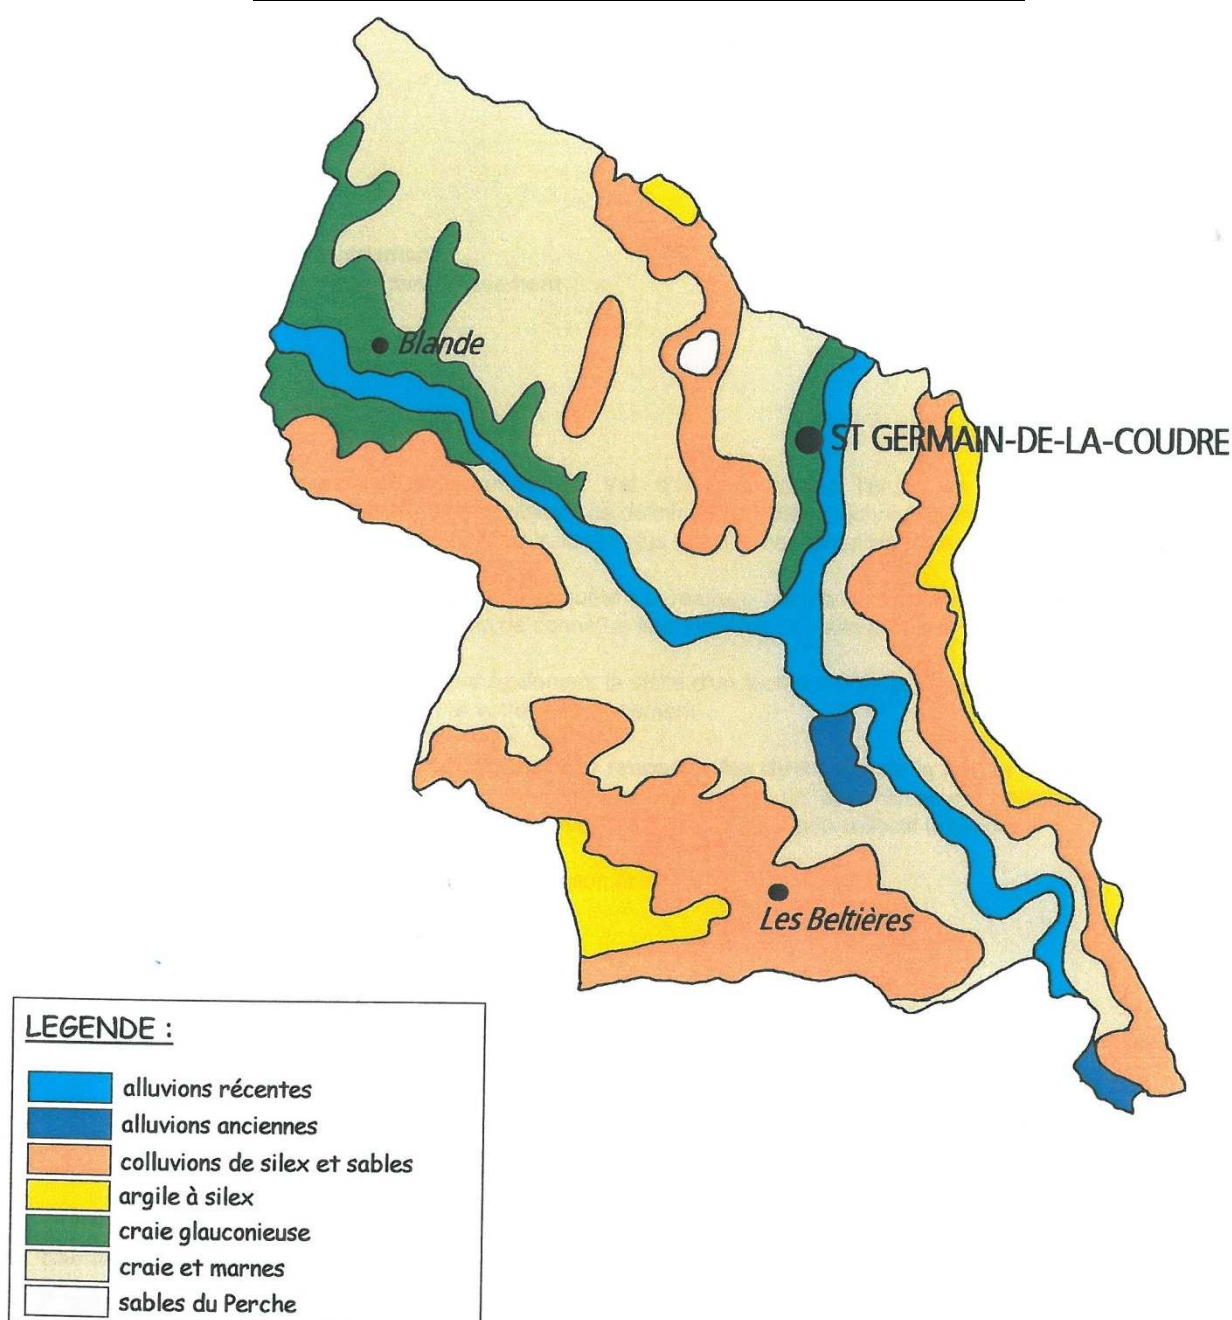 Blande
ST GERMAIN-DE-LA-COUDRE
Les Beltières
LEGENDE :
alluvions récentes
alluvions anciennes
colluvions de silex et sables
argile à silex
craie glauconieuse
craie et marnes
sables du Perche